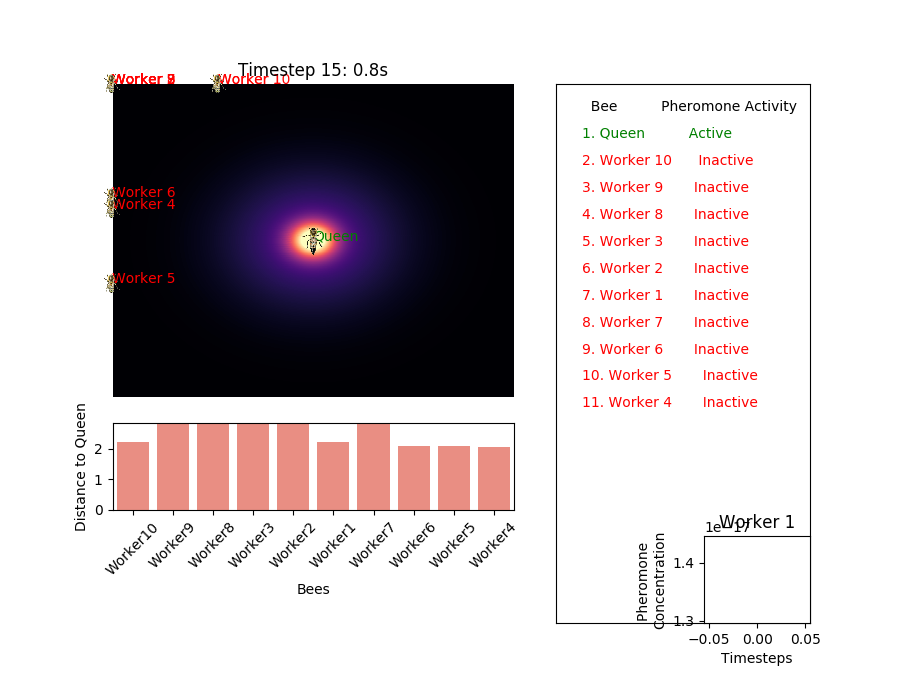 Timestep 15: 0.8s
Worker 10
Worker 6
Worker 4
Queen
Worker 5
Distance to Queen
2
1
0
Worker10
Worker9
Worker8
Worker3
Worker2
Worker1
Worker7
Worker6
Worker5
Worker4
Bees
Bee Pheromone Activity
1. Queen Active
2. Worker 10 Inactive
3. Worker 9 Inactive
4. Worker 8 Inactive
5. Worker 3 Inactive
6. Worker 2 Inactive
7. Worker 1 Inactive
8. Worker 7 Inactive
9. Worker 6 Inactive
10. Worker 5 Inactive
11. Worker 4 Inactive
Worker 1
1e−17
Pheromone
Concentration
1.4
1.3
−0.05 0.00 0.05
Timesteps